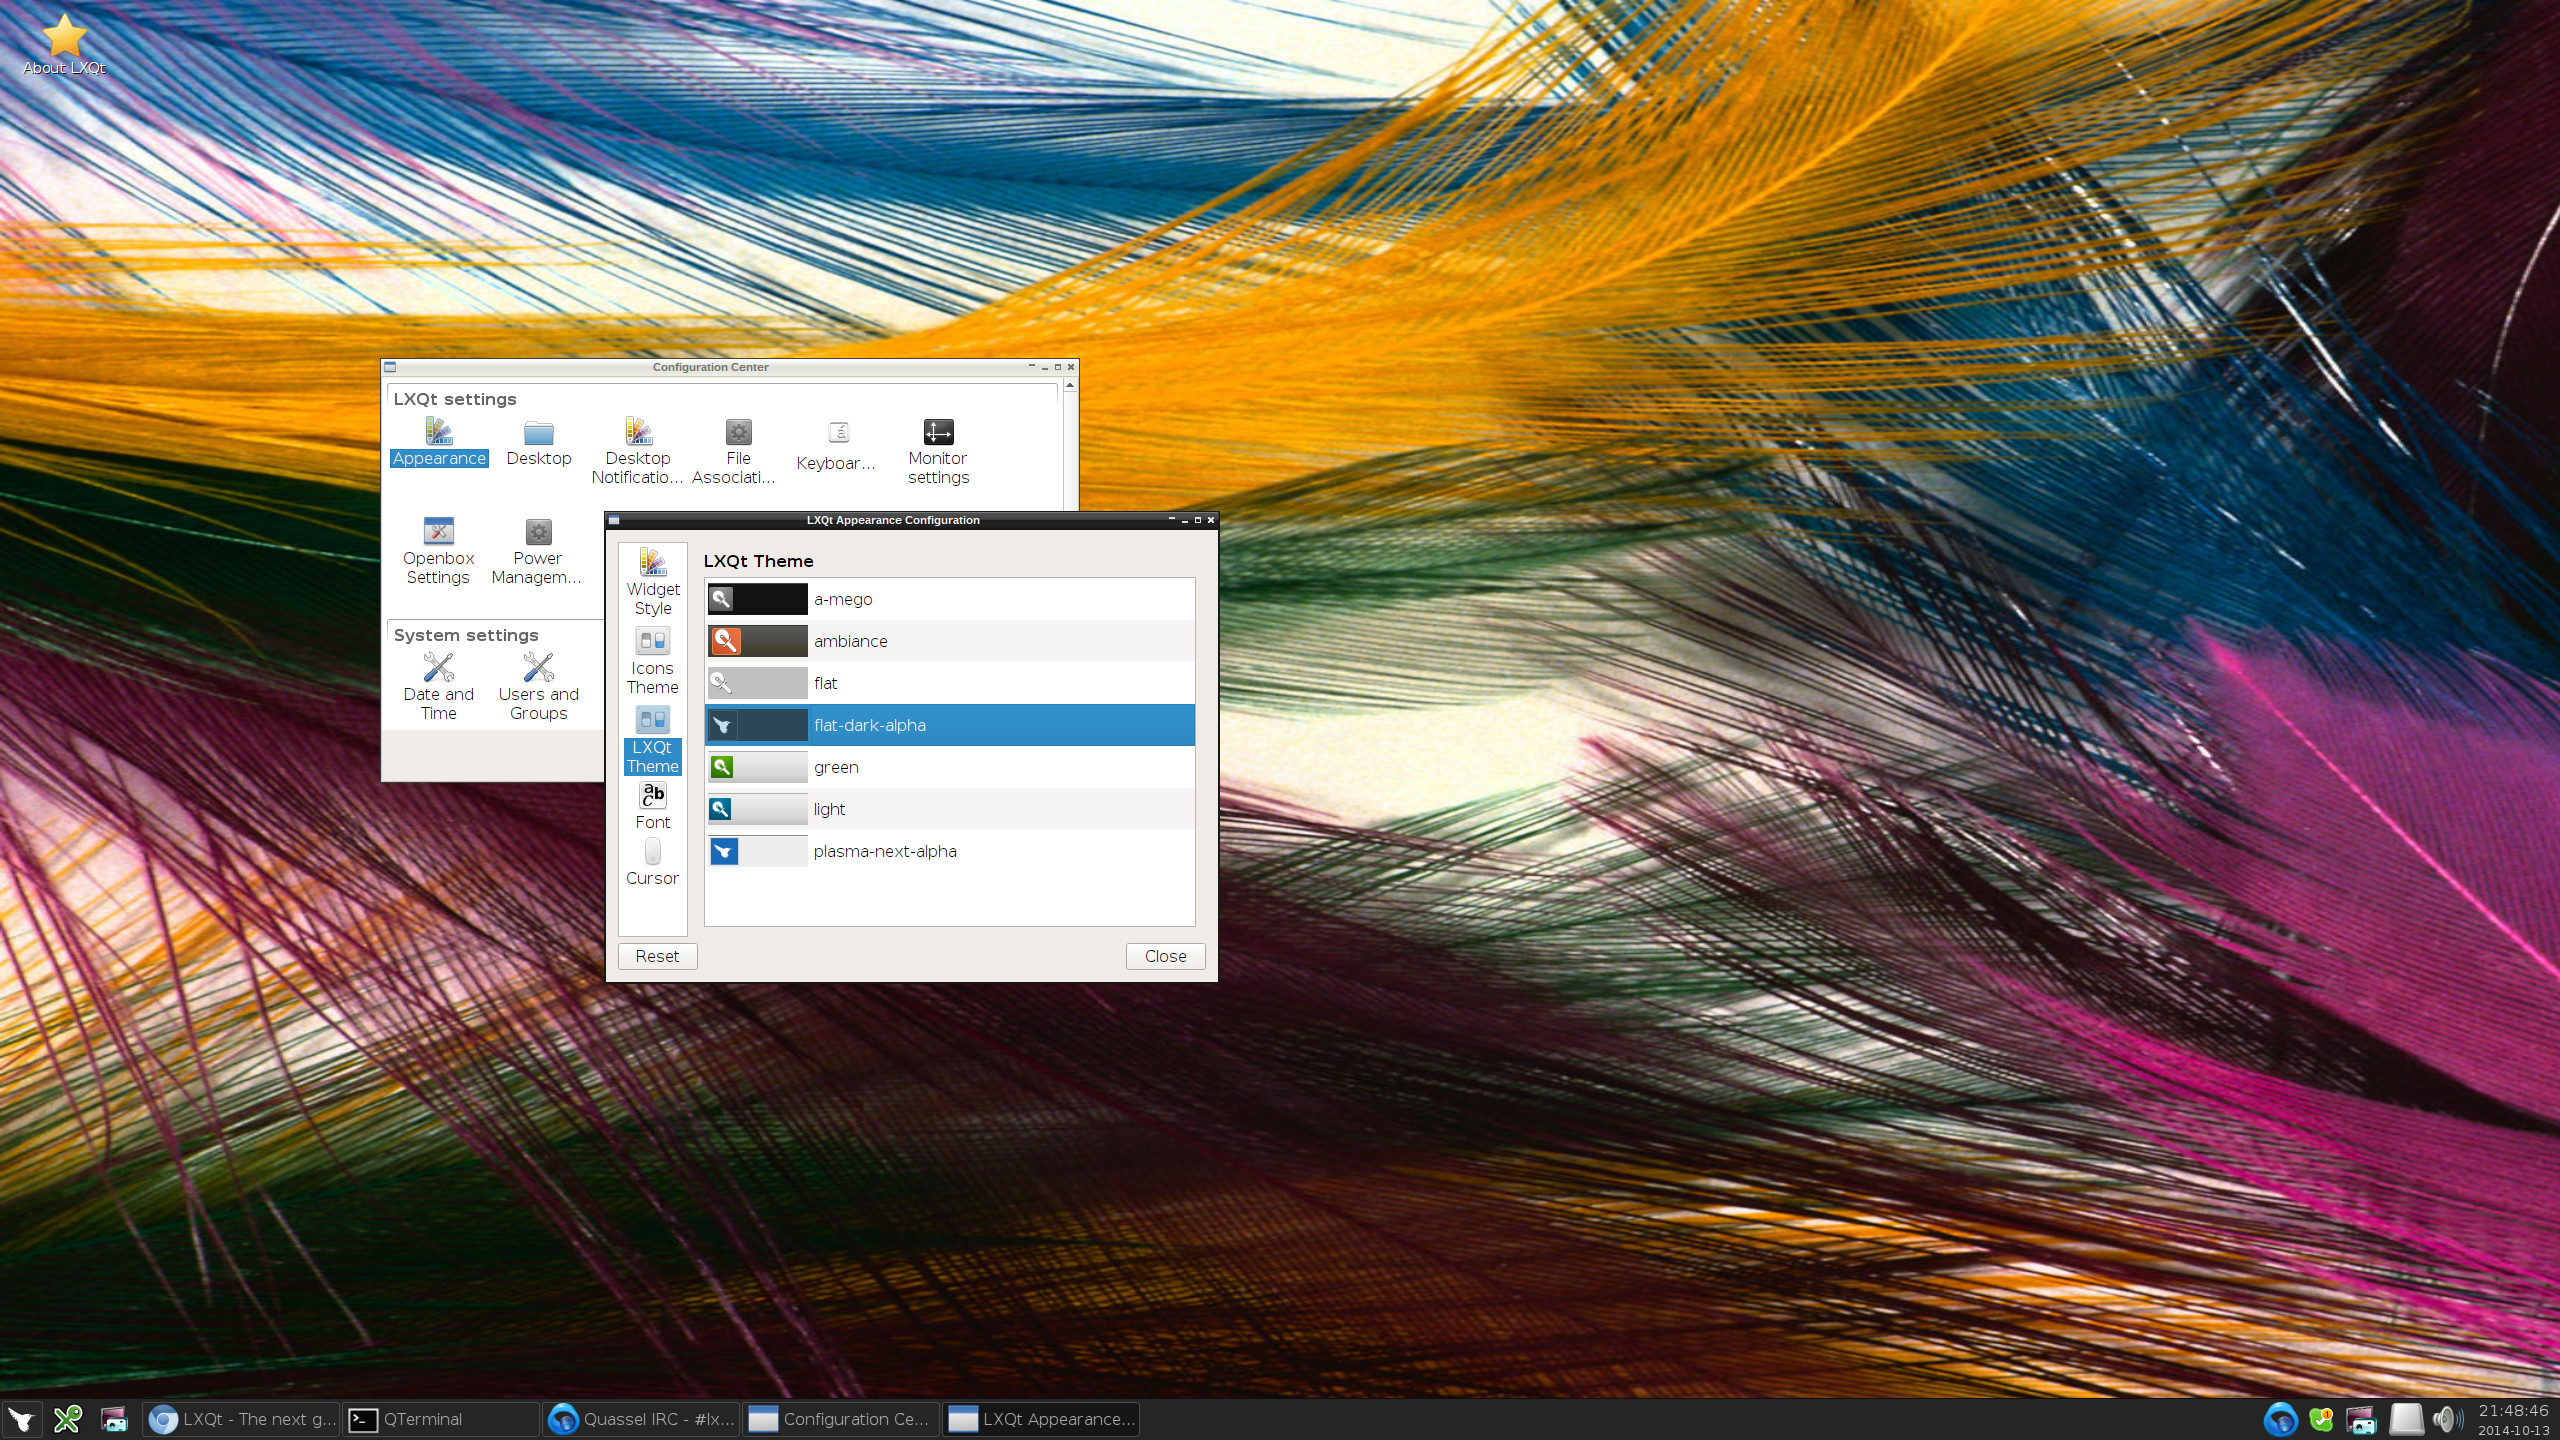 About LXQt
Configuration Center
LXQt settings
Appearance
Desktop
Desktop
Notificatio...
File
Associati...
Keyboar...
Monitor
settings
Openbox
Settings
Power
Managem...
System settings
Date and
Time
Users and
Groups
LXQt Appearance Configuration
Widget
Style
Icons
Theme
LXQt
Theme
Font
Cursor
LXQt Theme
a-mego
ambiance
flat
flat-dark-alpha
green
light
plasma-next-alpha
Reset
Close
LXQt - The next g...
QTerminal
Quassel IRC - #lx...
Configuration Ce...
LXQt Appearance...
21:48:46
2014-10-13